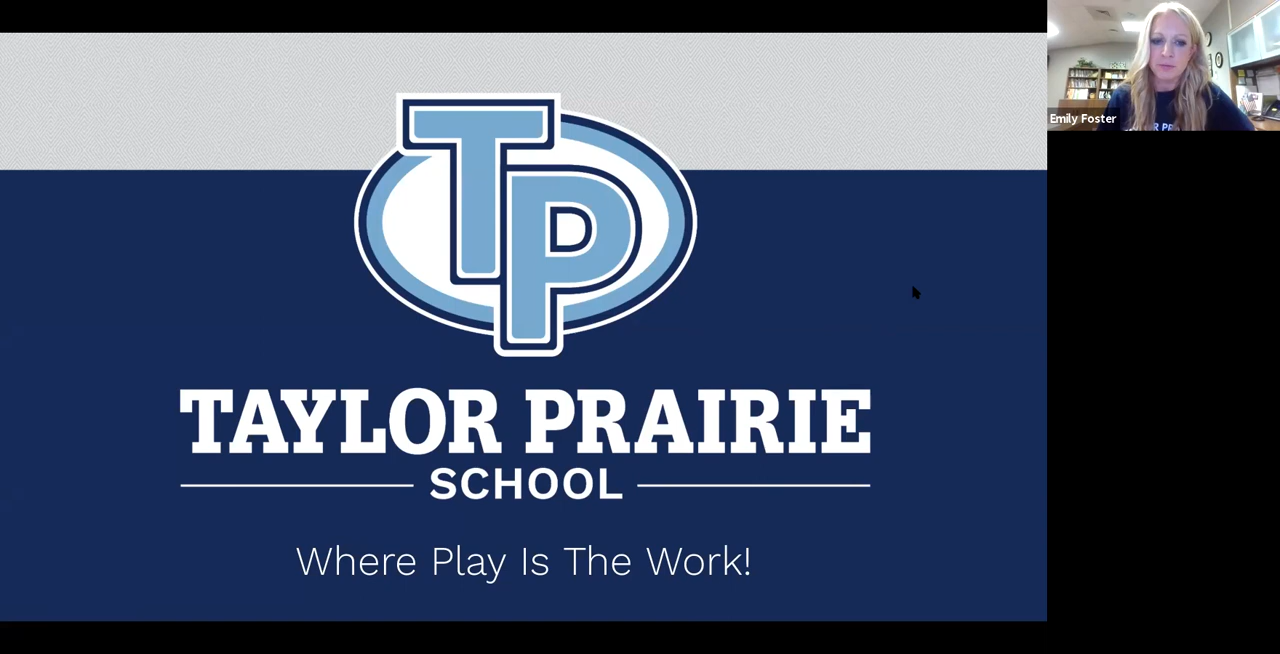 TP
TAYLOR PRAIRIE
SCHOOL
Where Play Is The Work!
Emily Foster